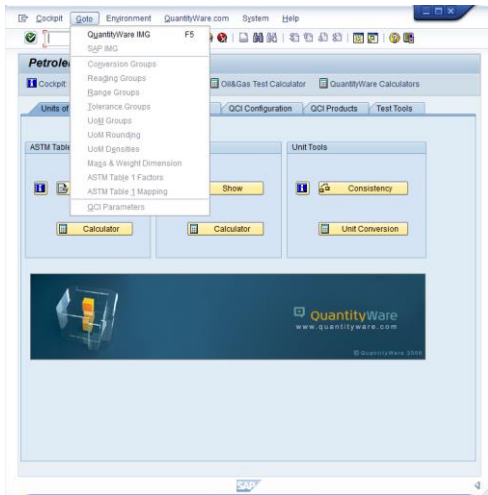 Cockpit Goto Environment QuantityWare.com System Help
QuantityWare IMG F5
SAP IMG
Petrole
Cockpit
Conversion Groups
Reading Groups
Oil&Gas Test Calculator QuantityWare Calculators
Range Groups
Units of
Tolerance Groups
QCI Configuration QCI Products Test Tools
UoM Groups
UoM Rounding
ASTM Table
UoM Densities
Unit Tools
Mass & Weight Dimension
ASTM Table 1 Factors
ASTM Table 1 Mapping
Show Consistency
QCI Parameters
Calculator Calculator Unit Conversion
QuantityWare
www.quantityware.com
© QuantityWare 2008
SAP